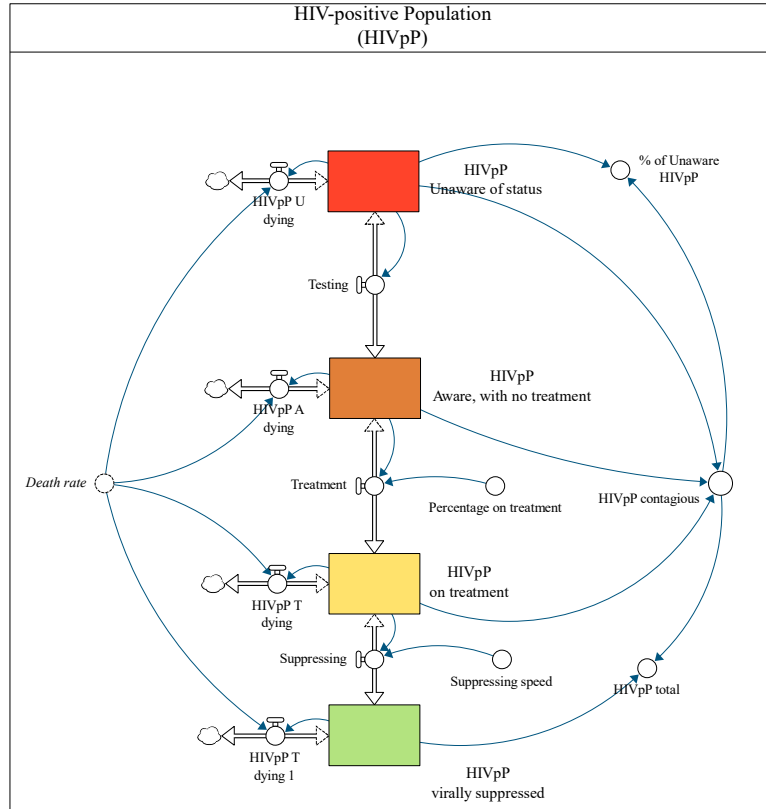 HIV-positive Population
(HIVpP)
% of Unaware
HIVpP
HIVpP
Unaware of status
HIVpP U
dying
Testing
HIVpP
Aware, with no treatment
HIVpP A
dying
Death rate
Treatment
Percentage on treatment
HIVpP contagious
HIVpP
on treatment
HIVpP T
dying
Suppressing
Suppressing speed
HIVpP total
HIVpP T
dying 1
HIVpP
virally suppressed